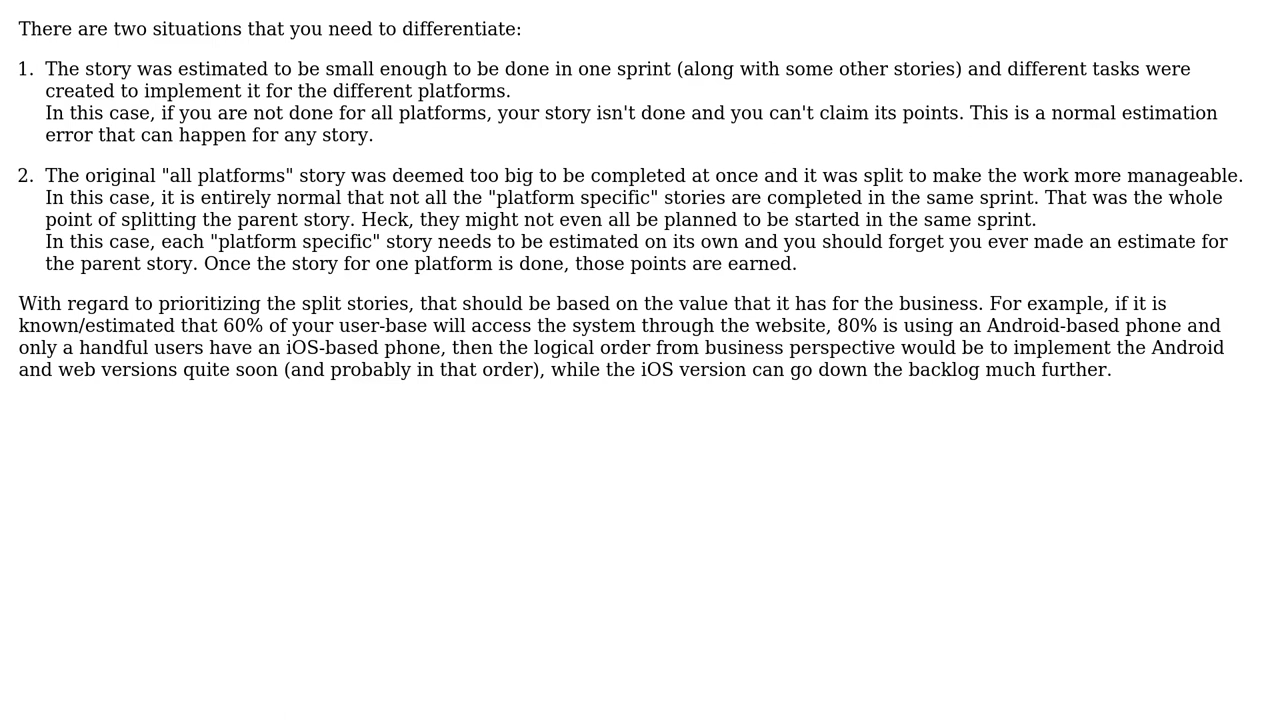 There are two situations that you need to differentiate:
1. The story was estimated to be small enough to be done in one sprint (along with some other stories) and different tasks were
created to implement it for the different platforms.
In this case, if you are not done for all platforms, your story isn't done and you can't claim its points. This is a normal estimation
error that can happen for any story.
2. The original "all platforms" story was deemed too big to be completed at once and it was split to make the work more manageable.
In this case, it is entirely normal that not all the "platform specific" stories are completed in the same sprint. That was the whole
point of splitting the parent story. Heck, they might not even all be planned to be started in the same sprint.
In this case, each "platform specific" story needs to be estimated on its own and you should forget you ever made an estimate for
the parent story. Once the story for one platform is done, those points are earned.
With regard to prioritizing the split stories, that should be based on the value that it has for the business. For example, if it is
known/estimated that 60% of your user-base will access the system through the website, 80% is using an Android-based phone and
only a handful users have an iOS-based phone, then the logical order from business perspective would be to implement the Android
and web versions quite soon (and probably in that order), while the iOS version can go down the backlog much further.